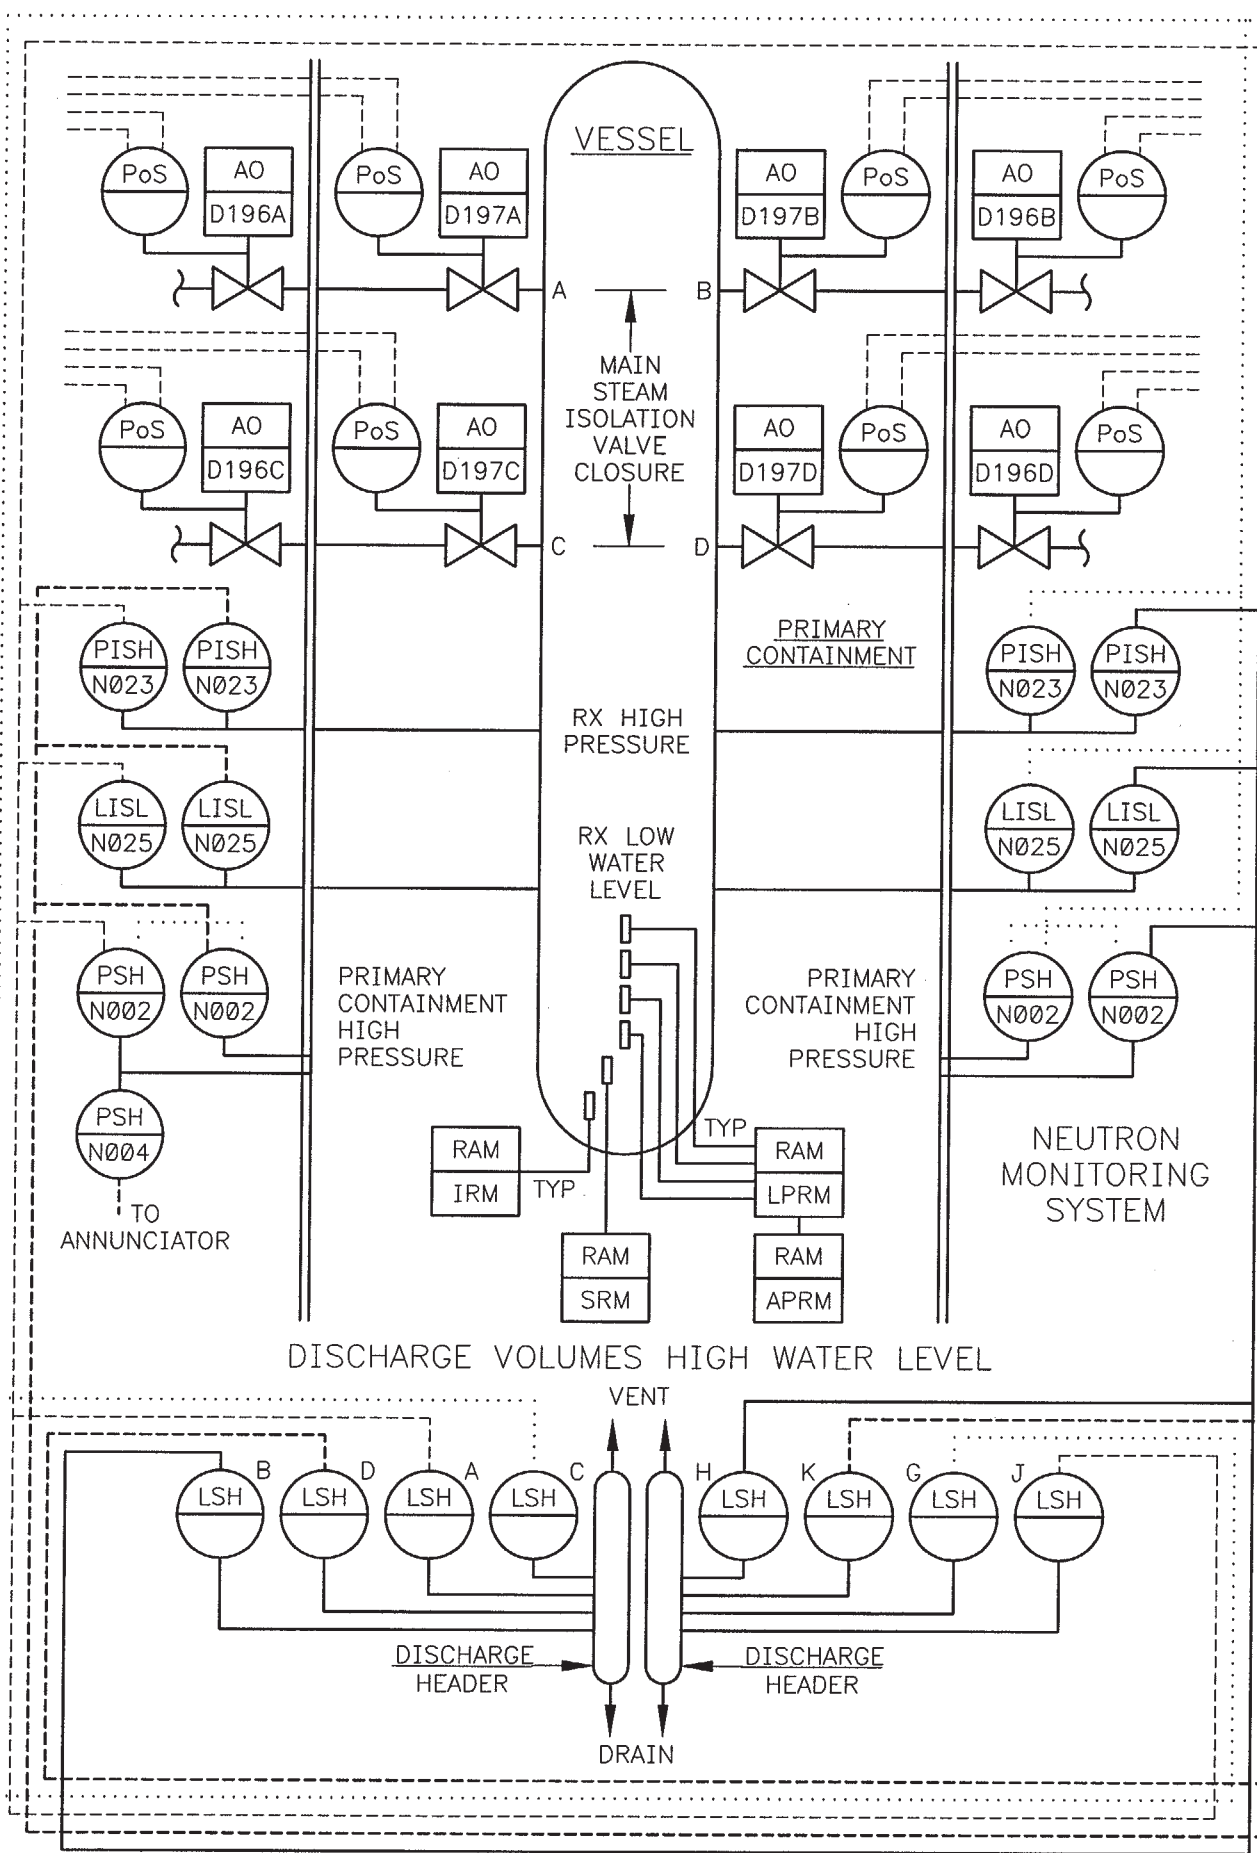 VESSEL
PoS
AO
D196A
PoS
AO
D197A
AO
D197B
PoS
AO
D196B
PoS
A
B
MAIN
STEAM
ISOLATION
VALVE
CLOSURE
PoS
AO
D196C
PoS
AO
D197C
AO
D197D
PoS
AO
D196D
PoS
C
D
PRIMARY
CONTAINMENT
PISH
N023
PISH
N023
PISH
N023
PISH
N023
RX HIGH
PRESSURE
LISL
N025
LISL
N025
LISL
N025
LISL
N025
RX LOW
WATER
LEVEL
PSH
N002
PSH
N002
PRIMARY
CONTAINMENT
HIGH
PRESSURE
PRIMARY
CONTAINMENT
HIGH
PRESSURE
PSH
N002
PSH
N002
PSH
N004
TO
ANNUNCIATOR
RAM
IRM
TYP
TYP
RAM
LPRM
RAM
SRM
RAM
APRM
NEUTRON
MONITORING
SYSTEM
DISCHARGE VOLUMES HIGH WATER LEVEL
VENT
B
D
A
C
H
K
G
J
LSH
LSH
LSH
LSH
LSH
LSH
LSH
LSH
DISCHARGE
HEADER
DISCHARGE
HEADER
DRAIN